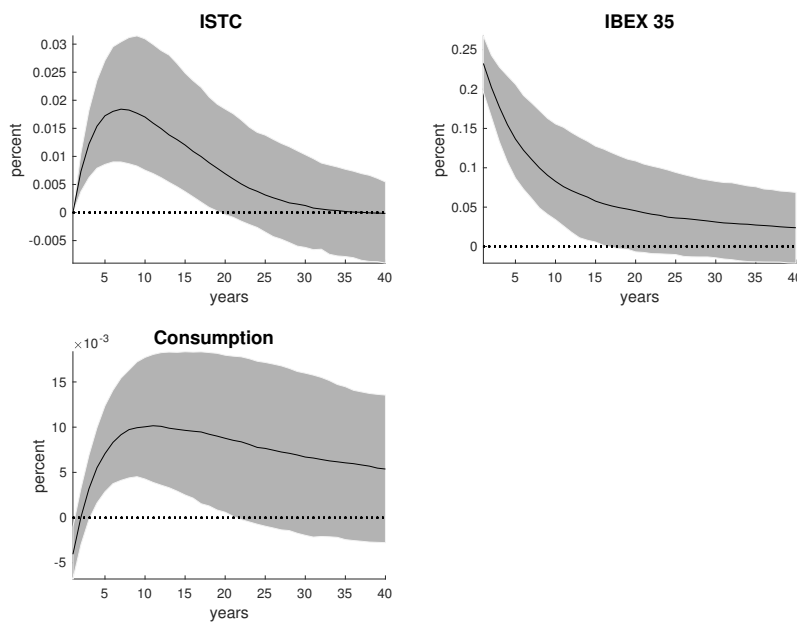 ISTC
0.03
0.025
0.02
0.015
0.01
0.005
0
-0.005
percent
5 10 15 20 25 30 35 40
years
IBEX 35
0.25
0.2
0.15
0.1
0.05
0
percent
5 10 15 20 25 30 35 40
years
Consumption
×10⁻³
15
10
5
0
-5
percent
5 10 15 20 25 30 35 40
years